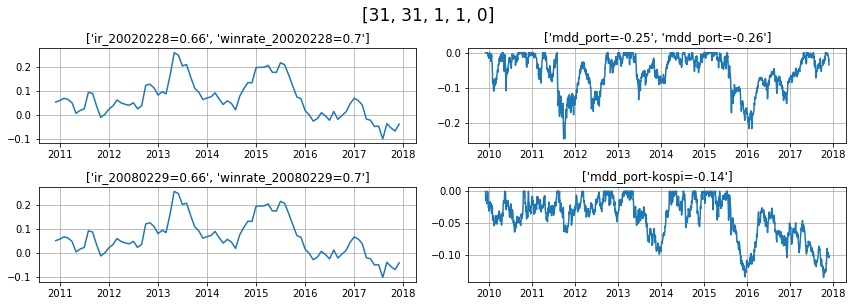 [31, 31, 1, 1, 0]
['ir_20020228=0.66', 'winrate_20020228=0.7']
0.2
0.1
0.0
−0.1
2011 2012 2013 2014 2015 2016 2017 2018
['mdd_port=-0.25', 'mdd_port=-0.26']
0.0
−0.1
−0.2
2010 2011 2012 2013 2014 2015 2016 2017 2018
['ir_20080229=0.66', 'winrate_20080229=0.7']
0.2
0.1
0.0
−0.1
2011 2012 2013 2014 2015 2016 2017 2018
['mdd_port-kospi=-0.14']
0.00
−0.05
−0.10
2010 2011 2012 2013 2014 2015 2016 2017 2018